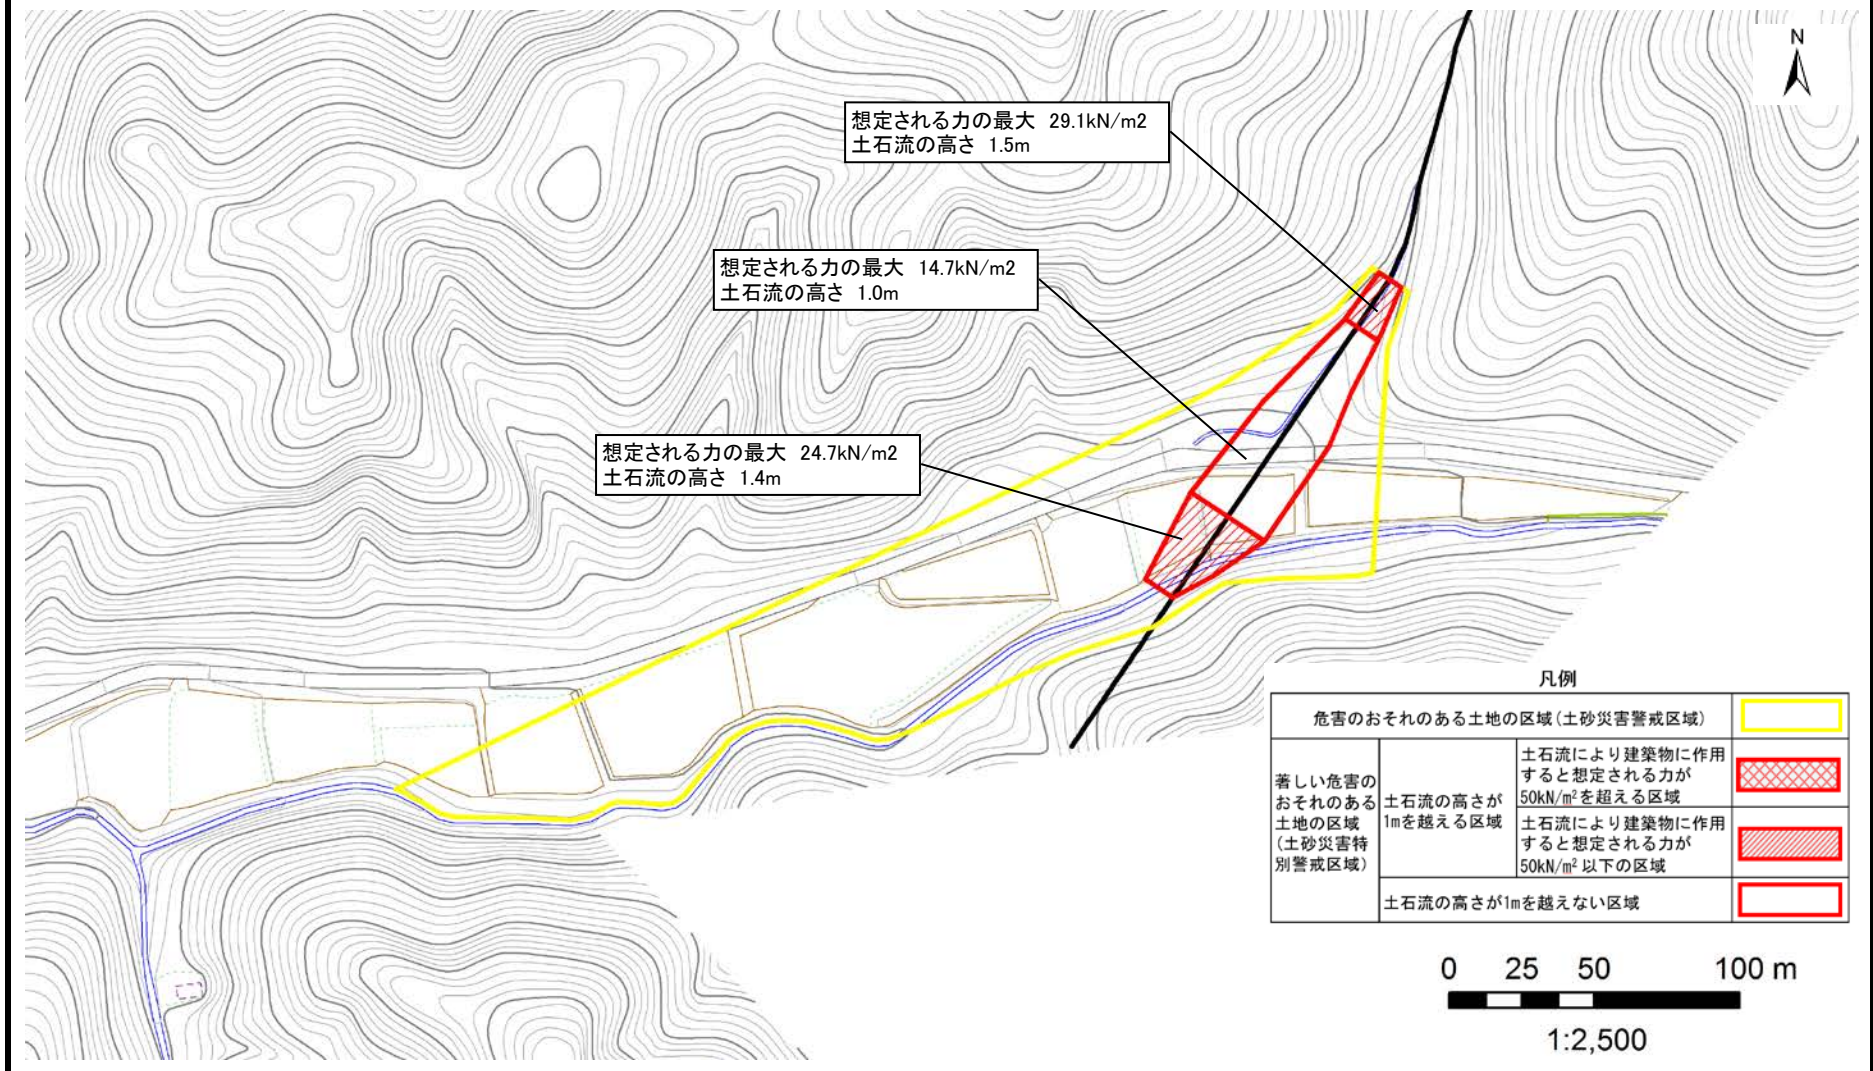 N
想定される力の最大 29.1kN/m2
土石流の高さ 1.5m
想定される力の最大 14.7kN/m2
土石流の高さ 1.0m
想定される力の最大 24.7kN/m2
土石流の高さ 1.4m
凡例
危害のおそれのある土地の区域(土砂災害警戒区域)
著しい危害の
おそれのある
土地の区域
(土砂災害特
別警戒区域)
土石流の高さが
1mを越える区域
土石流により建築物に作用
すると想定される力が
50kN/m²を超える区域
土石流により建築物に作用
すると想定される力が
50kN/m²以下の区域
土石流の高さが1mを越えない区域
0 25 50 100 m
1:2,500